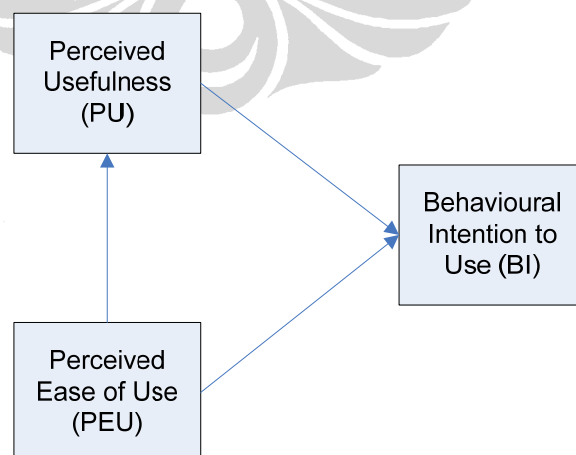 Perceived
Usefulness
(PU)
Behavioural
Intention to
Use (BI)
Perceived
Ease of Use
(PEU)